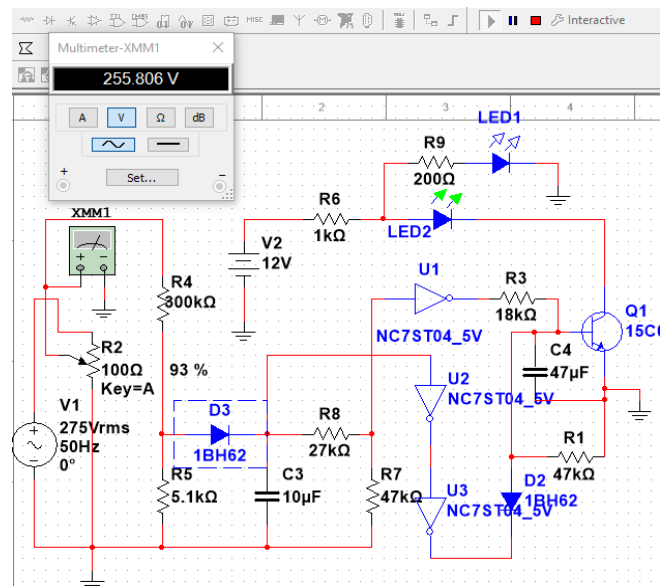 MISC
Interactive
Multimeter-XMM1
255.806 V
A
V
Ω
dB
+
Set...
−
2
3
4
XMM1
LED1
R9
200Ω
R6
1kΩ
LED2
V2
12V
R4
300kΩ
U1
NC7ST04_5V
R3
18kΩ
Q1
C4
47µF
R2
100Ω
Key=A
93 %
V1
275Vrms
50Hz
0°
D3
1BH62
R8
27kΩ
U2
NC7ST04_5V
R1
47kΩ
R5
5.1kΩ
C3
10µF
R7
47kΩ
U3
NC7ST04_5V
D2
1BH62